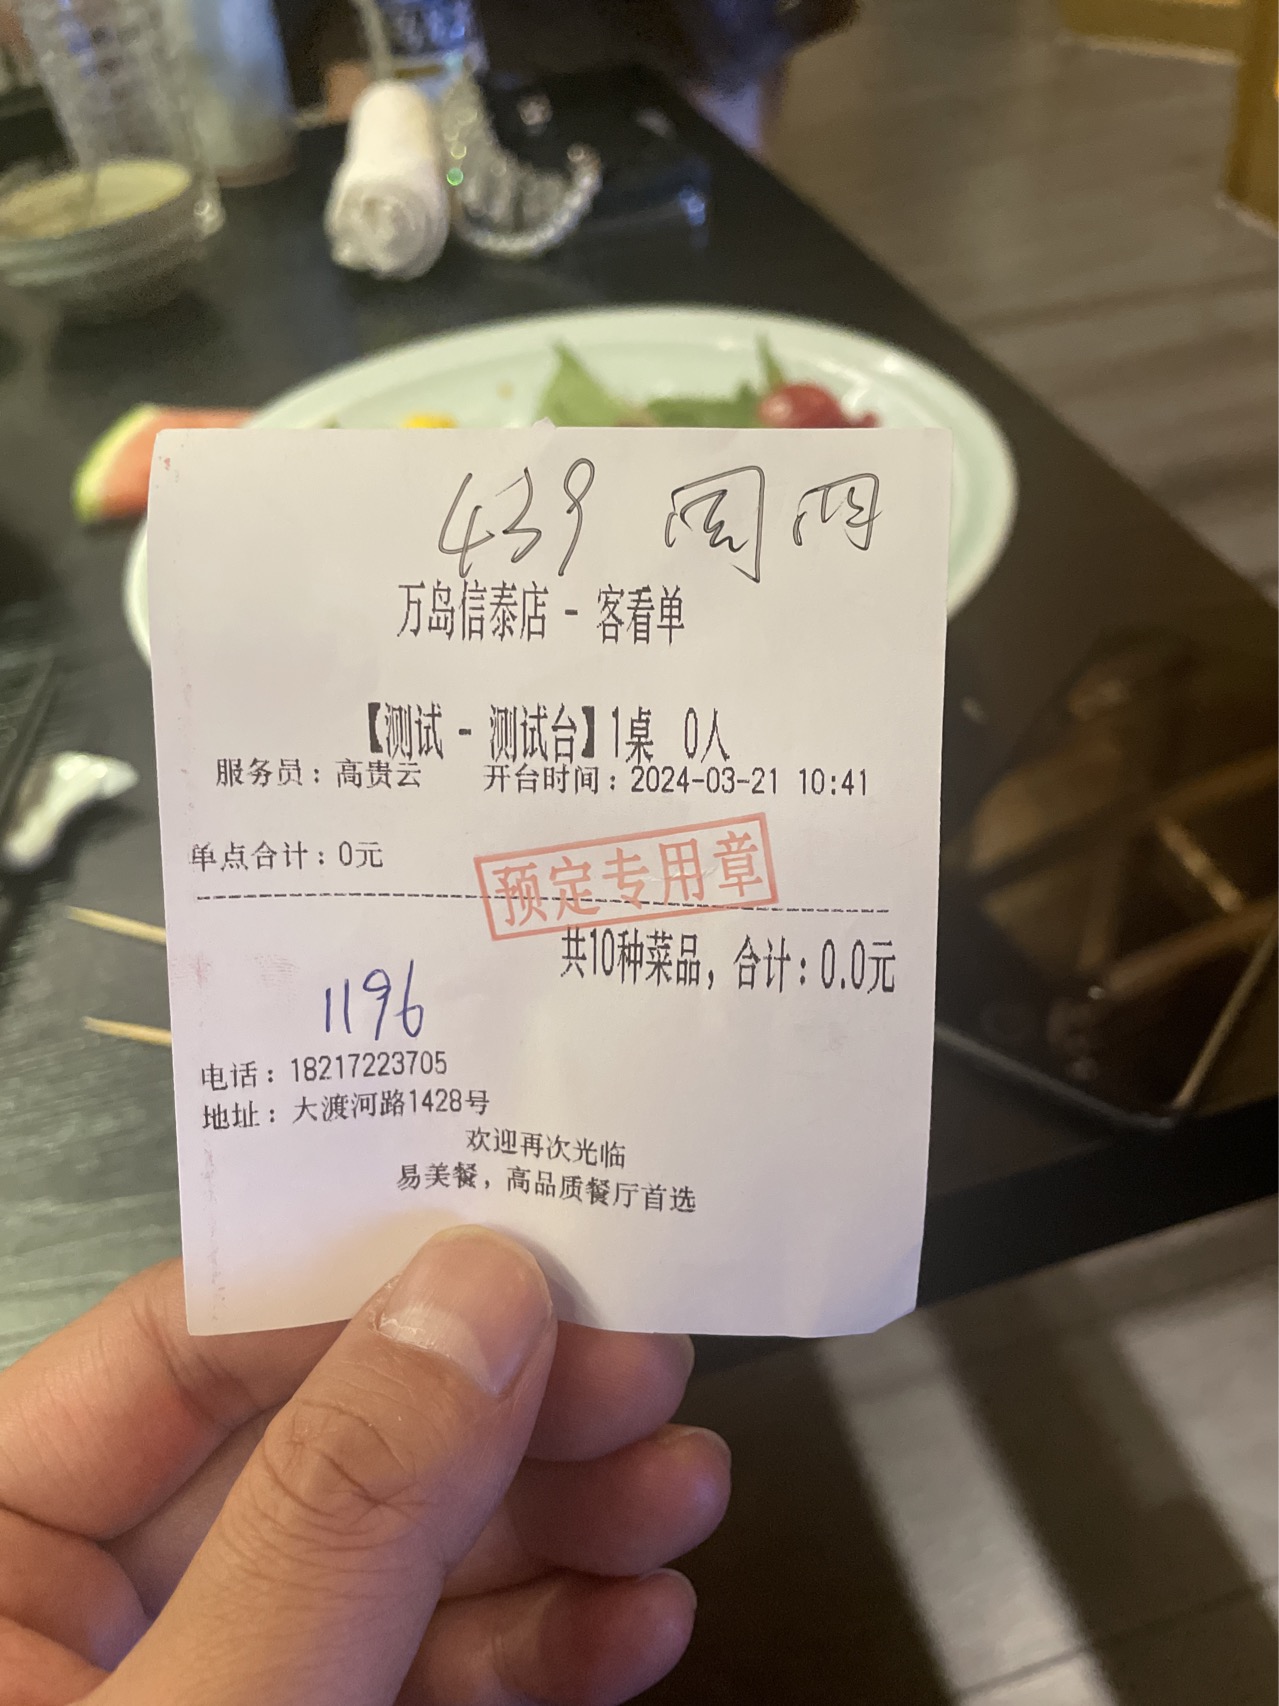 439
万岛信泰店 - 客看单
【测试 - 测试台】1桌 0人
服务员：高贵云 开台时间：2024-03-21 10:41
单点合计：0元
预定专用章
共10种菜品，合计：0.0元
1196
电话：18217223705
地址：大渡河路1428号
欢迎再次光临
易美餐，高品质餐厅首选